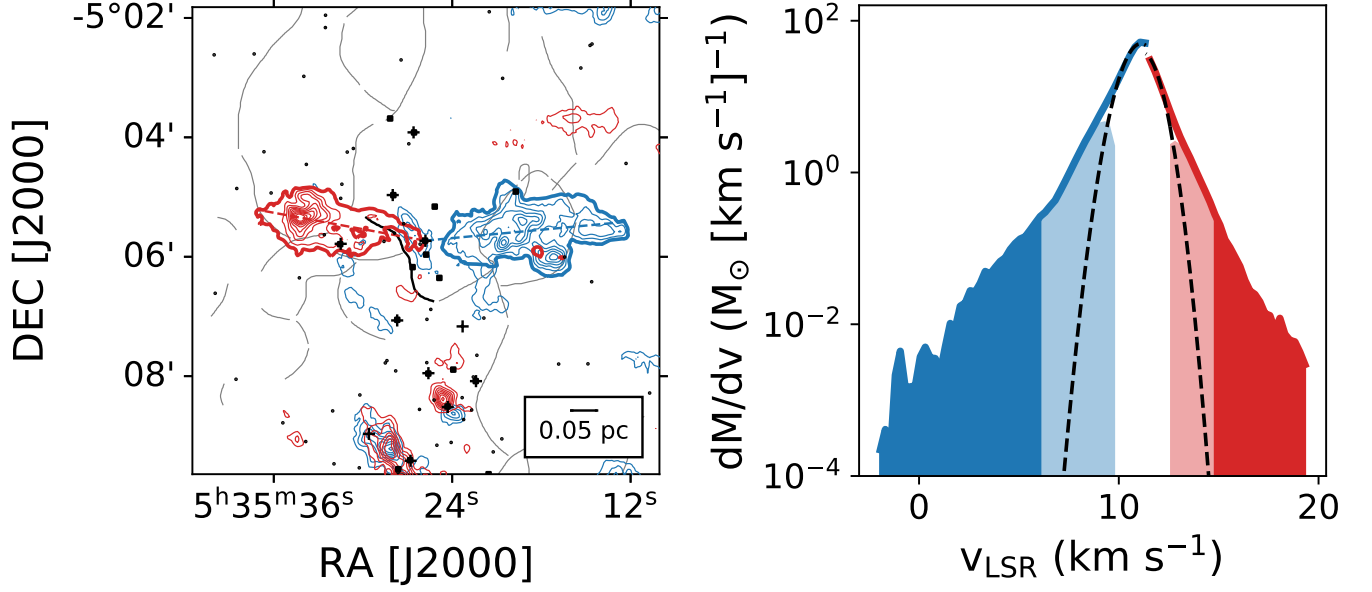 -5°02'
04'
06'
08'
DEC [J2000]
0.05 pc
5ʰ35ᵐ36ˢ
24ˢ
12ˢ
RA [J2000]
10²
10⁰
10⁻²
10⁻⁴
dM/dv (M⊙ [km s⁻¹]⁻¹)
0
10
20
v_LSR (km s⁻¹)